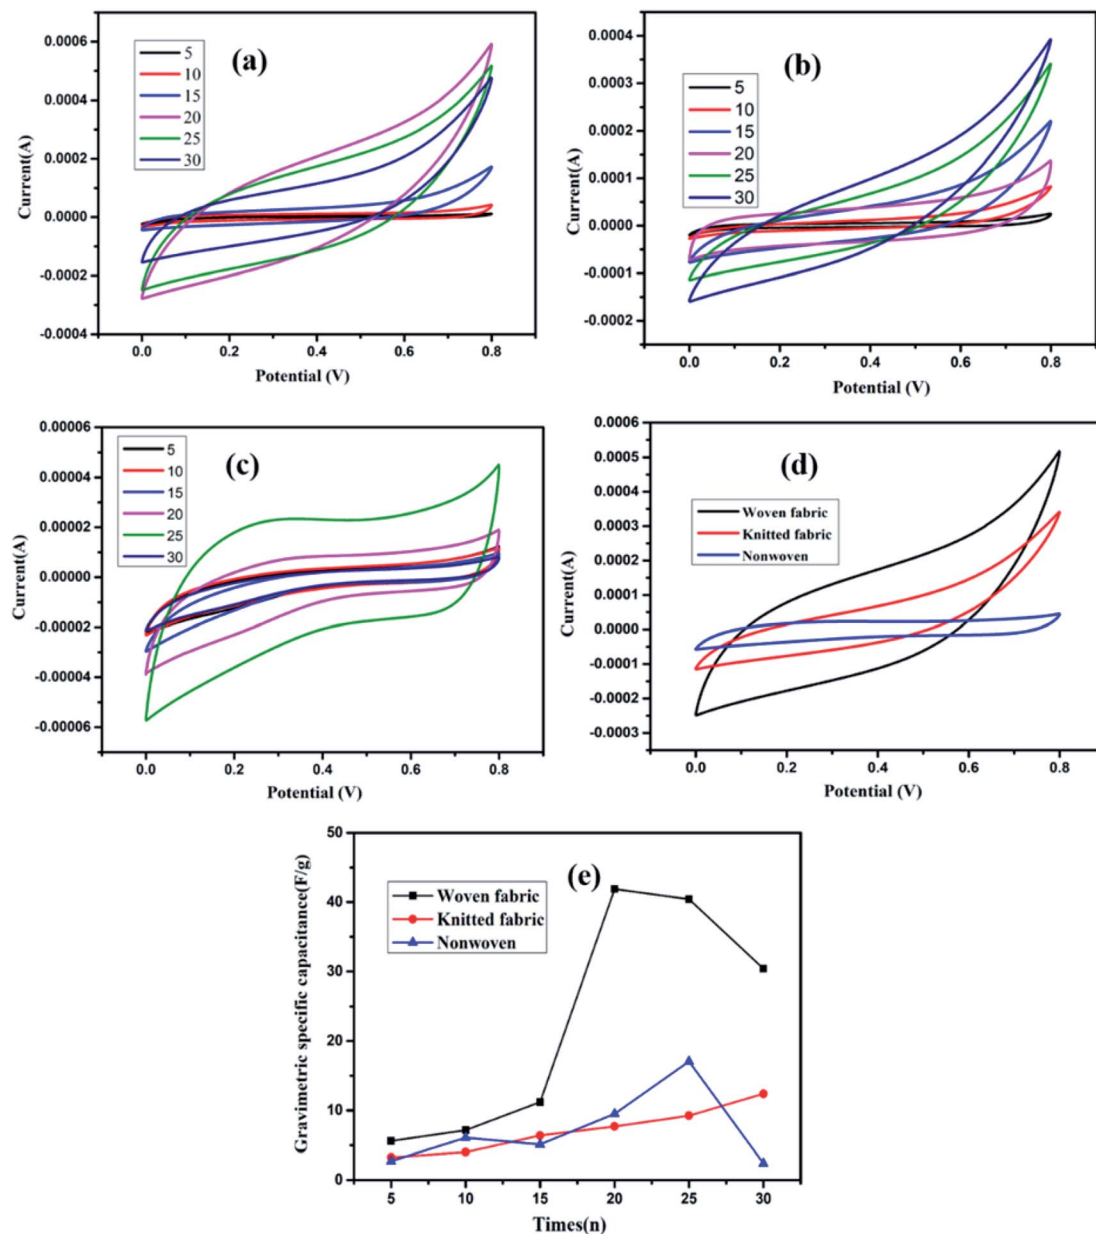 (a)
5
10
15
20
25
30
0.0006
0.0004
0.0002
0.0000
-0.0002
-0.0004
Current(A)
0.0 0.2 0.4 0.6 0.8
Potential (V)
(b)
5
10
15
20
25
30
0.0004
0.0003
0.0002
0.0001
0.0000
-0.0001
-0.0002
Current(A)
0.0 0.2 0.4 0.6 0.8
Potential (V)
(c)
5
10
15
20
25
30
0.00006
0.00004
0.00002
0.00000
-0.00002
-0.00004
-0.00006
Current(A)
0.0 0.2 0.4 0.6 0.8
Potential (V)
(d)
Woven fabric
Knitted fabric
Nonwoven
0.0006
0.0005
0.0004
0.0003
0.0002
0.0001
0.0000
-0.0001
-0.0002
-0.0003
Current(A)
0.0 0.2 0.4 0.6 0.8
Potential (V)
(e)
Woven fabric
Knitted fabric
Nonwoven
50
40
30
20
10
0
Gravimetric specific capacitance(F/g)
5 10 15 20 25 30
Times(n)